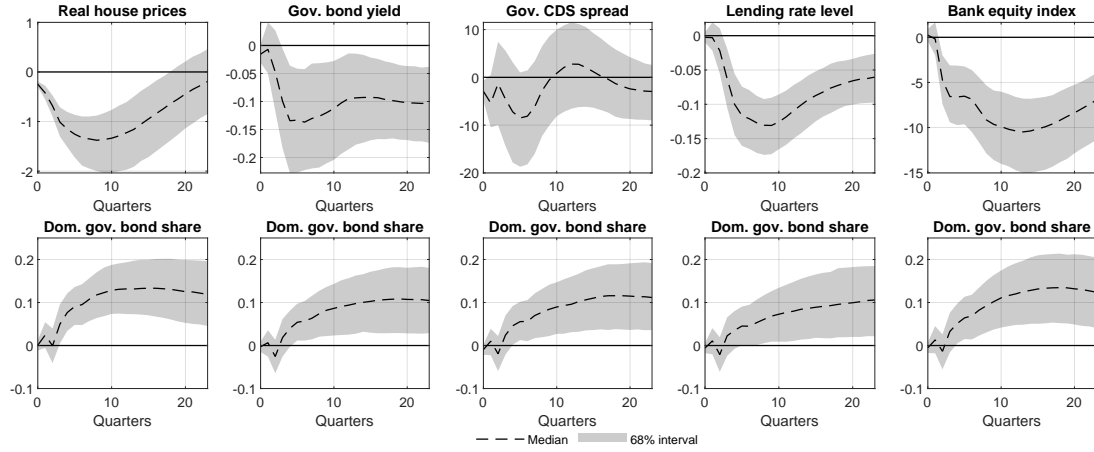 Real house prices
Gov. bond yield
Gov. CDS spread
Lending rate level
Bank equity index
1
0
-1
-2
0 10 20
Quarters
0
-0.05
-0.1
-0.15
-0.2
0 10 20
Quarters
10
0
-10
-20
0 10 20
Quarters
0
-0.05
-0.1
-0.15
-0.2
0 10 20
Quarters
0
-5
-10
-15
0 10 20
Quarters
Dom. gov. bond share
Dom. gov. bond share
Dom. gov. bond share
Dom. gov. bond share
Dom. gov. bond share
0.2
0.1
0
-0.1
0 10 20
Quarters
0.2
0.1
0
-0.1
0 10 20
Quarters
0.2
0.1
0
-0.1
0 10 20
Quarters
0.2
0.1
0
-0.1
0 10 20
Quarters
0.2
0.1
0
-0.1
0 10 20
Quarters
Median 68% interval